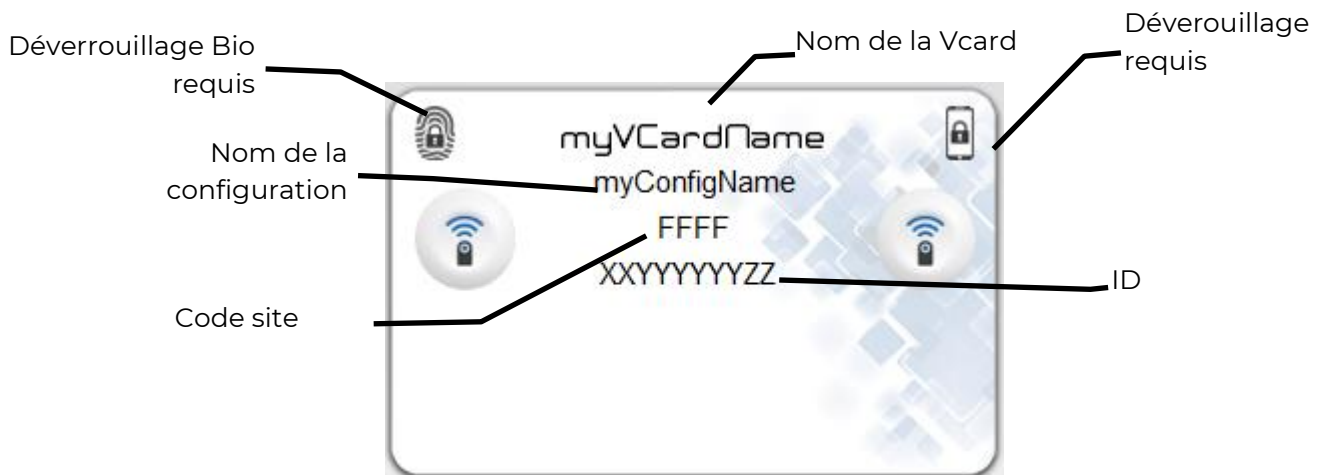 Déverrouillage Bio
requis
Nom de la Vcard
Déverouillage
requis
myVCardName
Nom de la
configuration
myConfigName
FFFF
XXYYYYYYZZ
ID
Code site